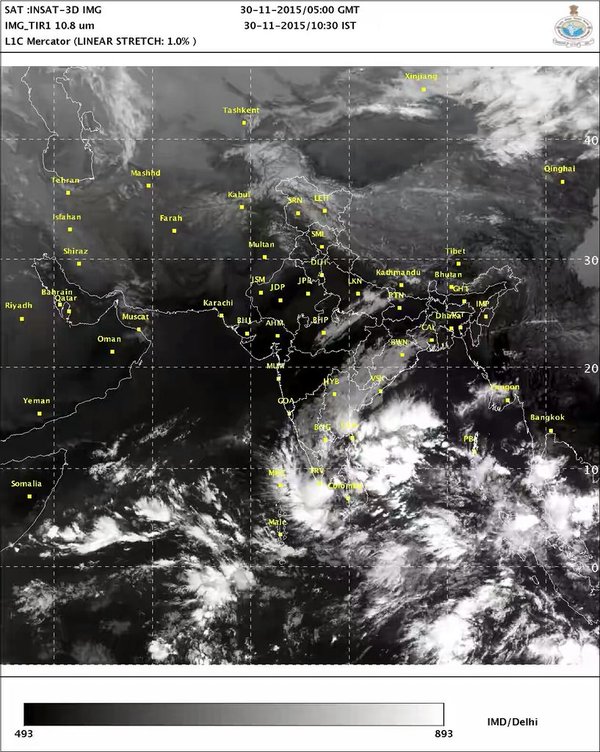 SAT :INSAT-3D IMG 30-11-2015/05:00 GMT
IMG_TIR1 10.8 um 30-11-2015/10:30 IST
L1C Mercator (LINEAR STRETCH: 1.0% )
Xinjiang
Tashkent
40
Qinghai
Mashhd
Tehran
Kabul
SRN LEH
Isfahan
Farah
SML
Multan
Shiraz
Tibet
30
DLH
Kathmandu
Bhutan
JSM
JDP
JPR
LKN
GHT
Bahrain
Qatar
PTN
IMP
Riyadh
Karachi
Muscat
BHJ
AHM
BHP
Dhaka
CAL
Oman
BWN
20
MUM
HYB
VSK
Yangon
Yemen
GOA
Bangkok
BNG
PBL
10
TRV
Colombo
Somalia
Male
0
493 893
IMD/Delhi